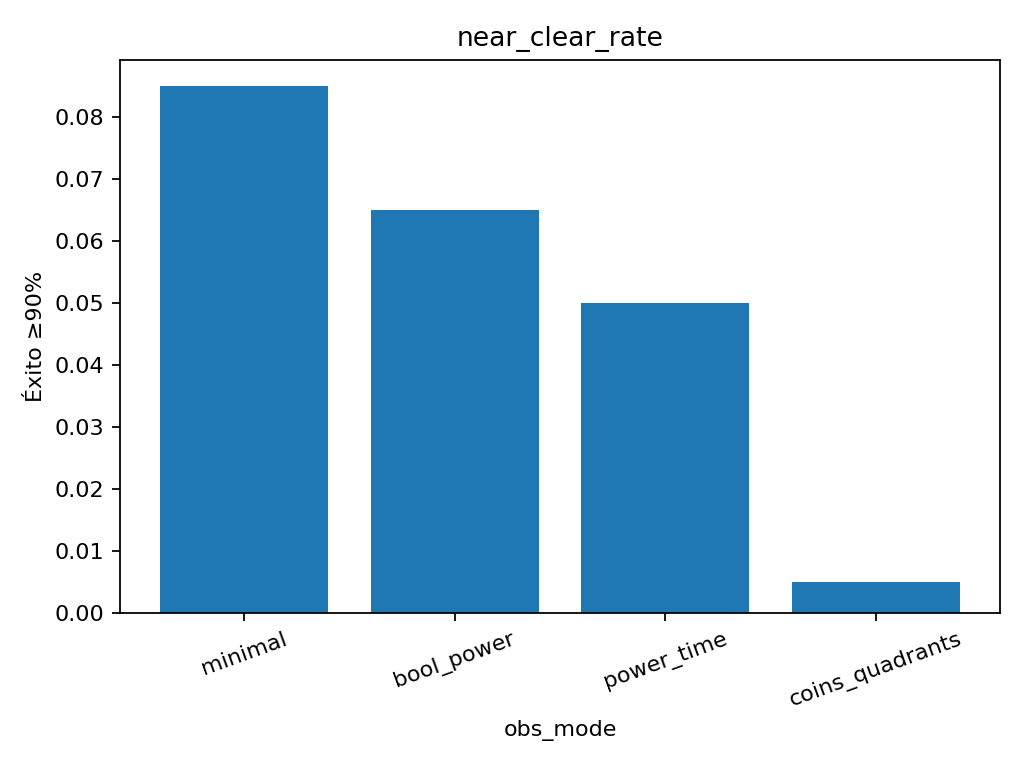 near_clear_rate
Éxito ≥90%
0.08
0.07
0.06
0.05
0.04
0.03
0.02
0.01
0.00
minimal
bool_power
power_time
coins_quadrants
obs_mode